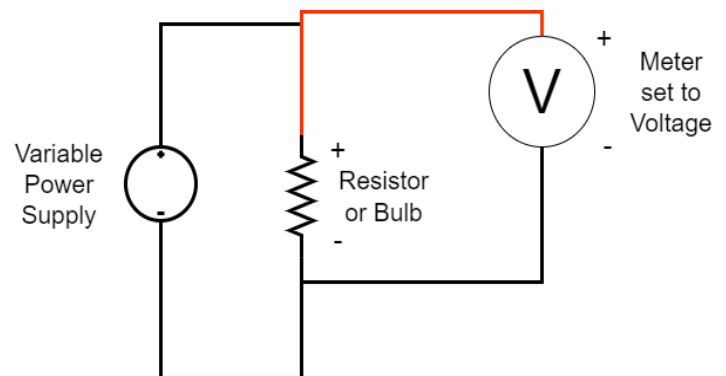 +
V
Meter
set to
Voltage
-
+
-
Variable
Power
Supply
+
Resistor
or Bulb
-